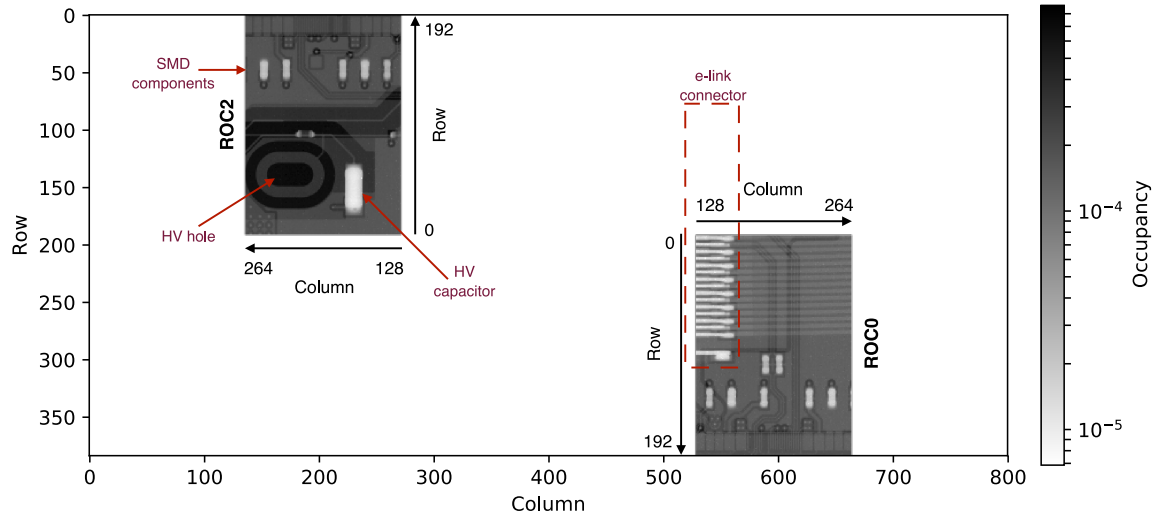 0
50
100
150
200
250
300
350
Row
0
100
200
300
400
500
600
700
800
Column
SMD
components
ROC2
192
Row
0
HV hole
264
128
Column
HV
capacitor
e-link
connector
Column
128
264
0
Row
192
ROC0
10⁻⁴
10⁻⁵
Occupancy